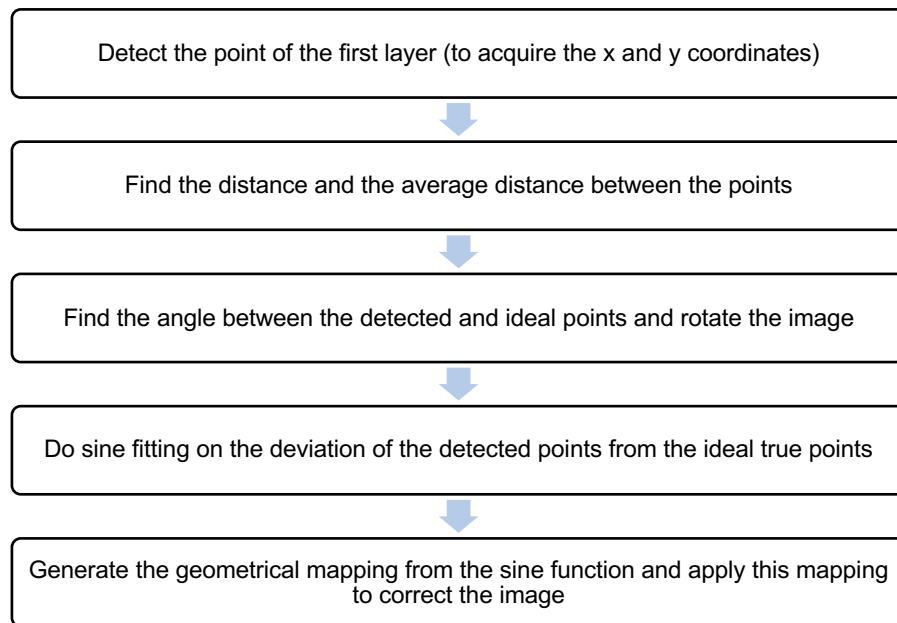 Detect the point of the first layer (to acquire the x and y coordinates)
Find the distance and the average distance between the points
Find the angle between the detected and ideal points and rotate the image
Do sine fitting on the deviation of the detected points from the ideal true points
Generate the geometrical mapping from the sine function and apply this mapping
to correct the image